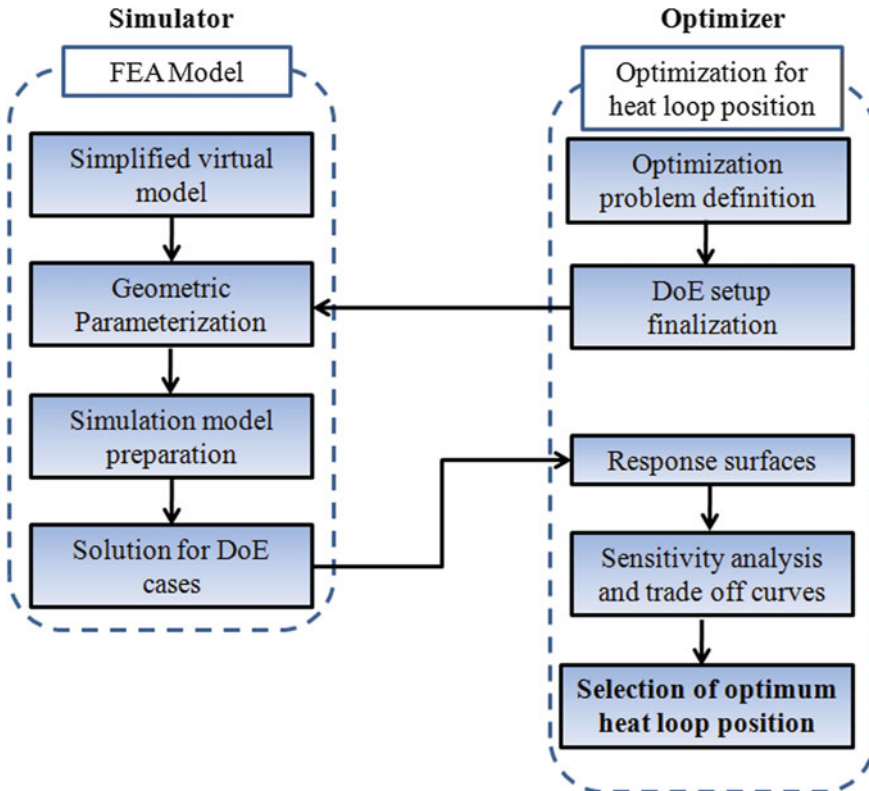 Simulator
FEA Model
Simplified virtual
model
Geometric
Parameterization
Simulation model
preparation
Solution for DoE
cases
Optimizer
Optimization for
heat loop position
Optimization
problem definition
DoE setup
finalization
Response surfaces
Sensitivity analysis
and trade off curves
Selection of optimum
heat loop position